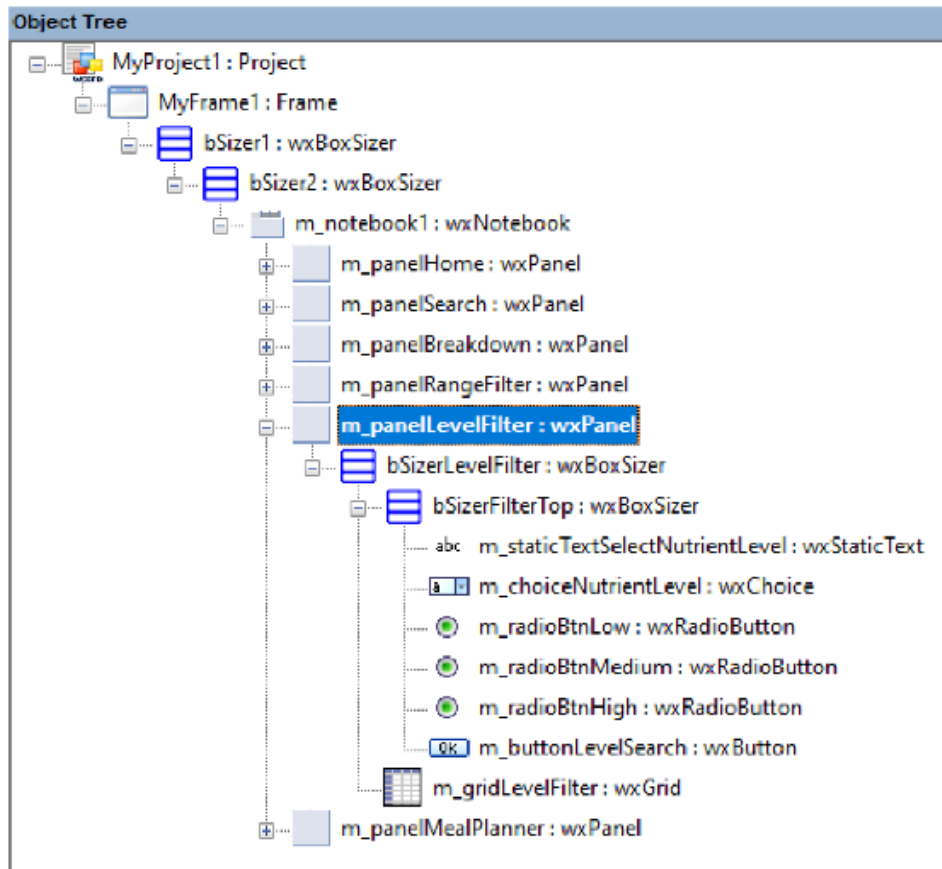 Object Tree
MyProject1 : Project
MyFrame1 : Frame
bSizer1 : wxBoxSizer
bSizer2 : wxBoxSizer
m_notebook1 : wxNotebook
m_panelHome : wxPanel
m_panelSearch : wxPanel
m_panelBreakdown : wxPanel
m_panelRangeFilter : wxPanel
m_panelLevelFilter : wxPanel
bSizerLevelFilter : wxBoxSizer
bSizerFilterTop : wxBoxSizer
abc m_staticTextSelectNutrientLevel : wxStaticText
a m_choiceNutrientLevel : wxChoice
m_radioBtnLow : wxRadioButton
m_radioBtnMedium : wxRadioButton
m_radioBtnHigh : wxRadioButton
OK m_buttonLevelSearch : wxButton
m_gridLevelFilter : wxGrid
m_panelMealPlanner : wxPanel